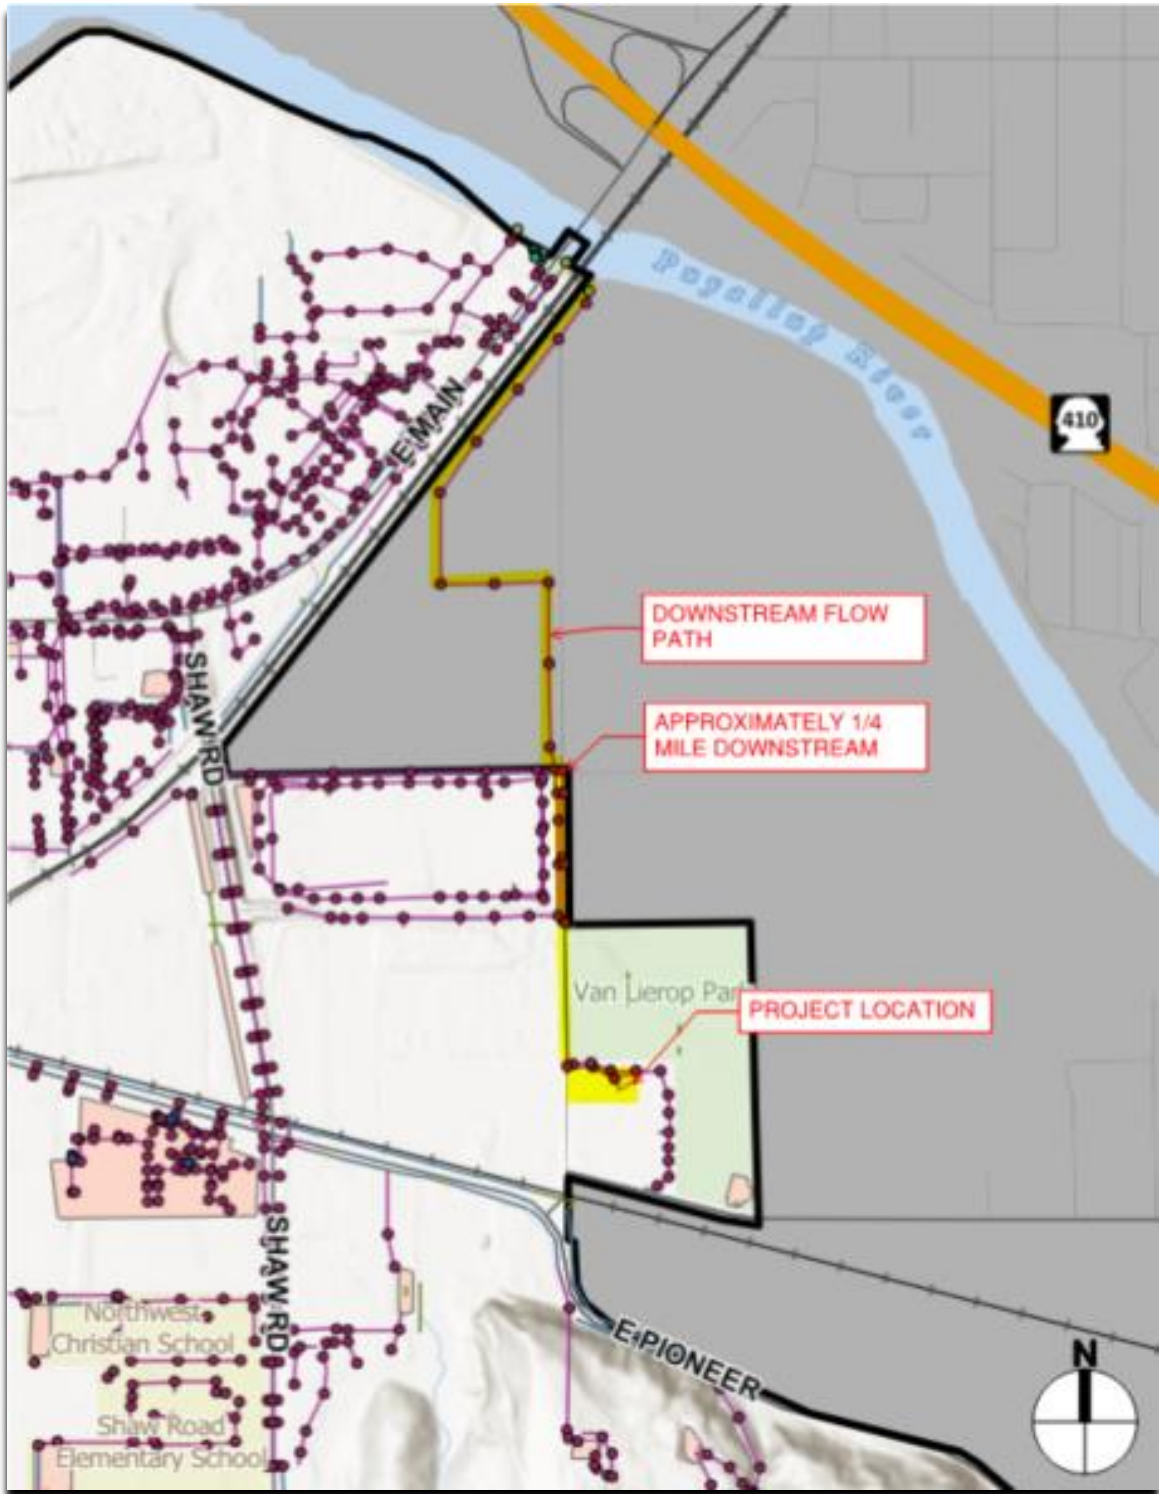 Puyallup River
410
E MAIN
DOWNSTREAM FLOW
PATH
SHAW RD
APPROXIMATELY 1/4
MILE DOWNSTREAM
Van Lierop Park
PROJECT LOCATION
SHAW RD
Northwest
Christian School
E PIONEER
N
Shaw Road
Elementary School